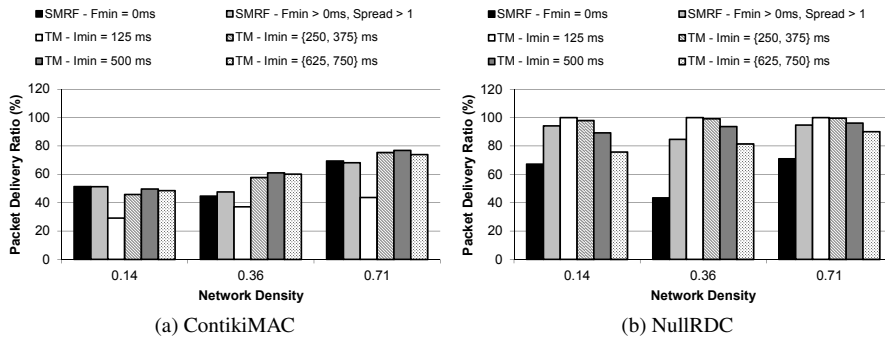 SMRF - Fmin = 0ms
SMRF - Fmin > 0ms, Spread > 1
TM - Imin = 125 ms
TM - Imin = {250, 375} ms
TM - Imin = 500 ms
TM - Imin = {625, 750} ms
Packet Delivery Ratio (%)
120
100
80
60
40
20
0
0.14 0.36 0.71
Network Density
(a) ContikiMAC
SMRF - Fmin = 0ms
SMRF - Fmin > 0ms, Spread > 1
TM - Imin = 125 ms
TM - Imin = {250, 375} ms
TM - Imin = 500 ms
TM - Imin = {625, 750} ms
Packet Delivery Ratio (%)
120
100
80
60
40
20
0
0.14 0.36 0.71
Network Density
(b) NullRDC